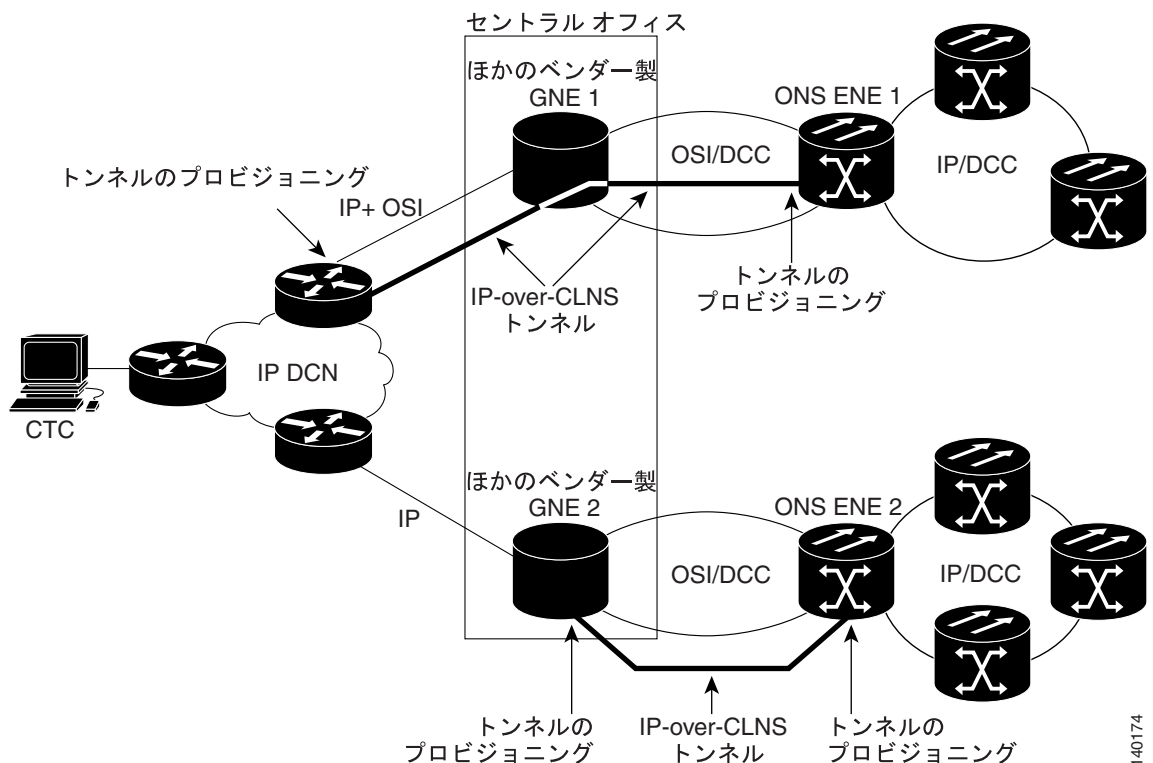 セントラル オフィス
ほかのベンダー製
GNE 1
ONS ENE 1
OSI/DCC
IP/DCC
トンネルのプロビジョニング
IP+ OSI
IP-over-CLNS
トンネル
トンネルの
プロビジョニング
IP DCN
CTC
ほかのベンダー製
GNE 2
ONS ENE 2
IP
OSI/DCC
IP/DCC
トンネルの
プロビジョニング
IP-over-CLNS
トンネル
トンネルの
プロビジョニング
140174